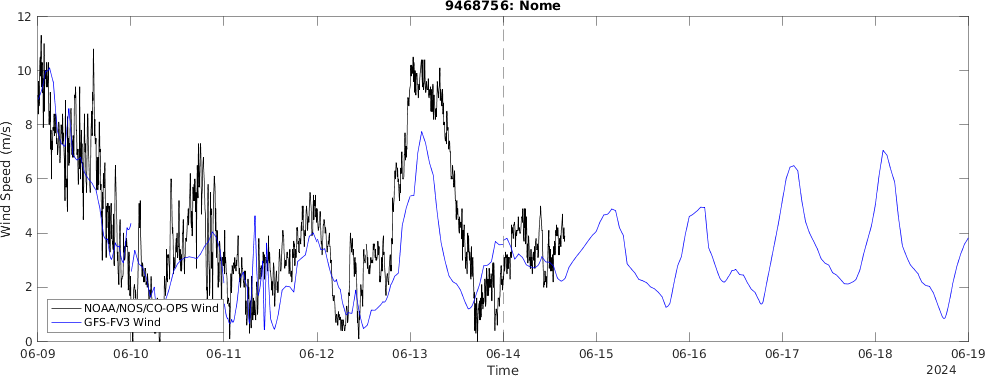 9468756: Nome
Wind Speed (m/s)
12
10
8
6
4
2
0
NOAA/NOS/CO-OPS Wind
GFS-FV3 Wind
06-09 06-10 06-11 06-12 06-13 06-14 06-15 06-16 06-17 06-18 06-19
Time
2024